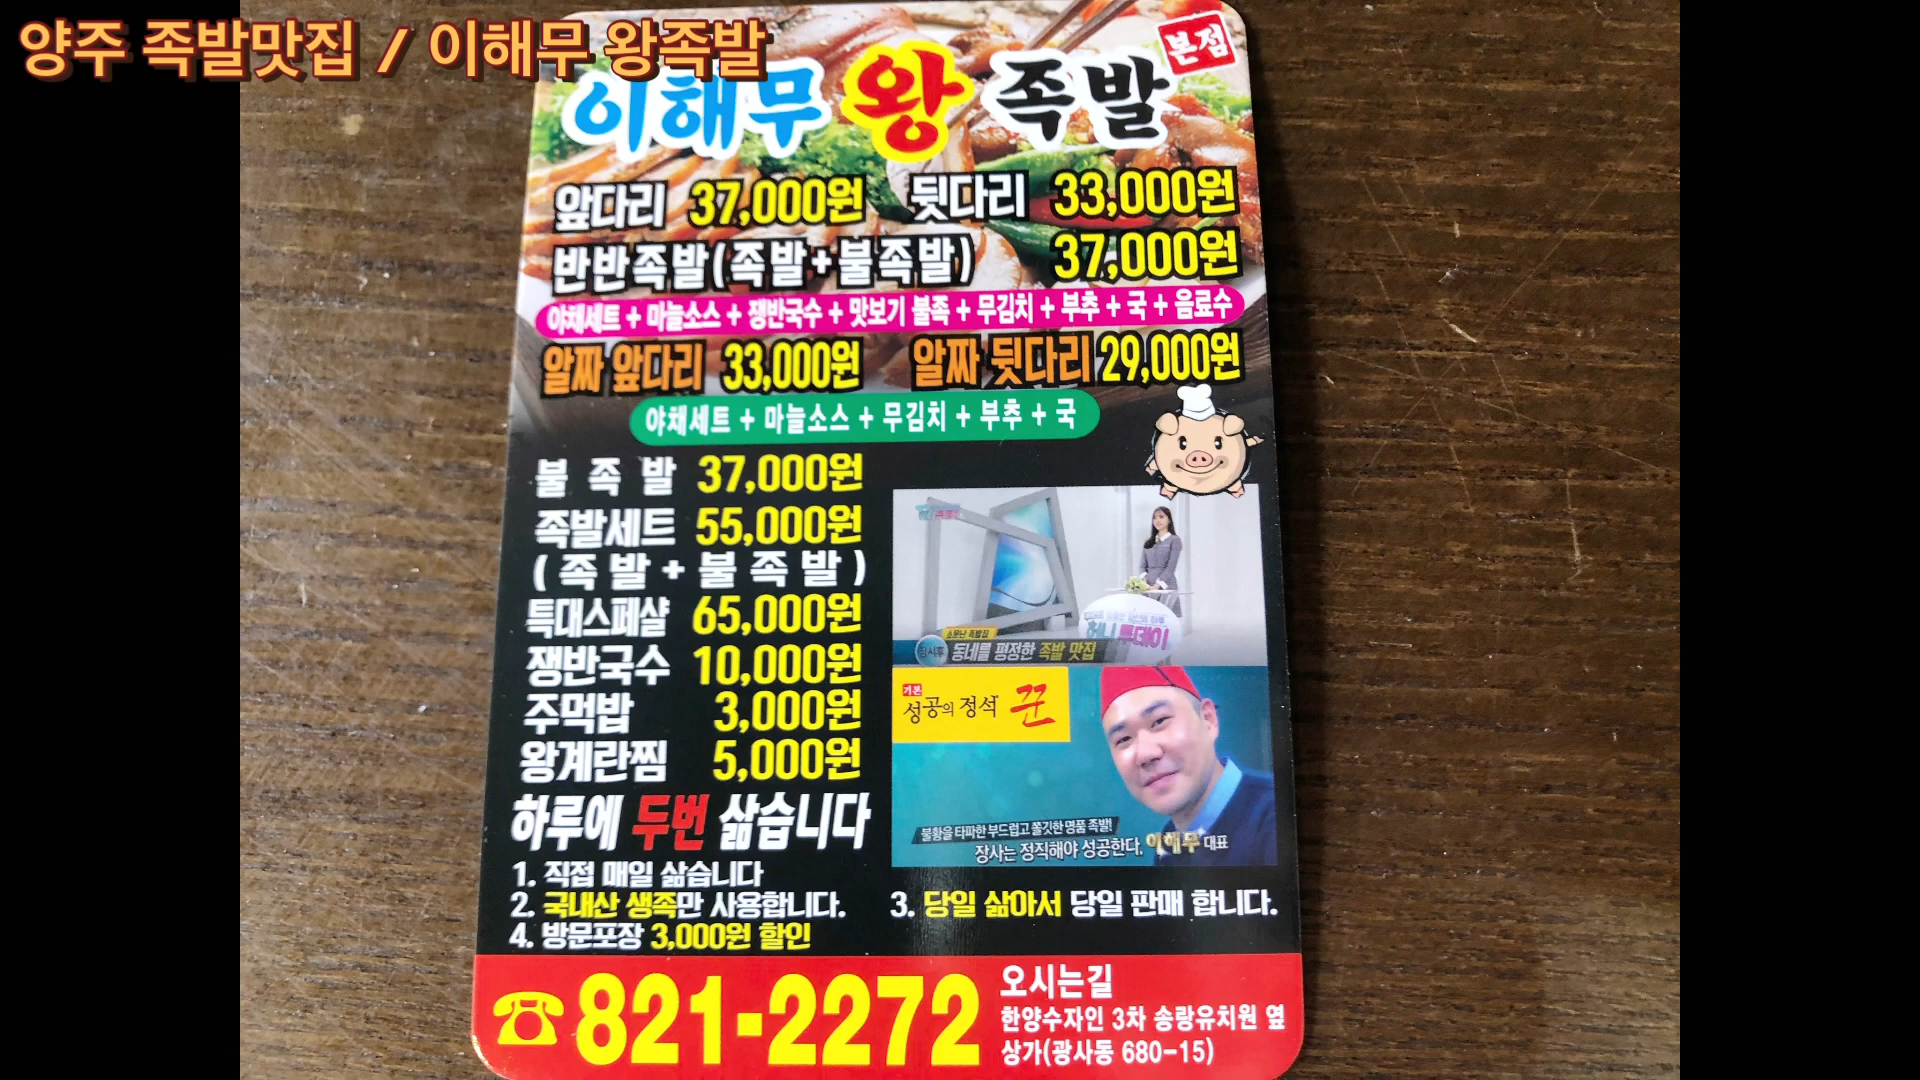 양주 족발맛집 / 이해무 왕족발
이해무 왕 족발 본점
앞다리 37,000원 뒷다리 33,000원
반반족발(족발+불족발) 37,000원
야채세트 + 마늘소스 + 쟁반국수 + 맛보기 불족 + 무김치 + 부추 + 국 + 음료수
알짜 앞다리 33,000원 알짜 뒷다리 29,000원
야채세트 + 마늘소스 + 무김치 + 부추 + 국
불족발 37,000원
족발세트 55,000원
(족발+불족발)
특대스페샬 65,000원
쟁반국수 10,000원
주먹밥 3,000원
왕계란찜 5,000원
소문난 족발집
잠시후 동네를 평정한 족발 맛집
기본
성공의 정석 꾼
불황을 타파한 부드럽고 쫄깃한 명품 족발!
장사는 정직해야 성공한다. 이해무 대표
하루에 두번 삶습니다
1. 직접 매일 삶습니다
2. 국내산 생족만 사용합니다.
3. 당일 삶아서 당일 판매 합니다.
4. 방문포장 3,000원 할인
821-2272
오시는길
한양수자인 3차 송랑유치원 옆
상가(광사동 680-15)